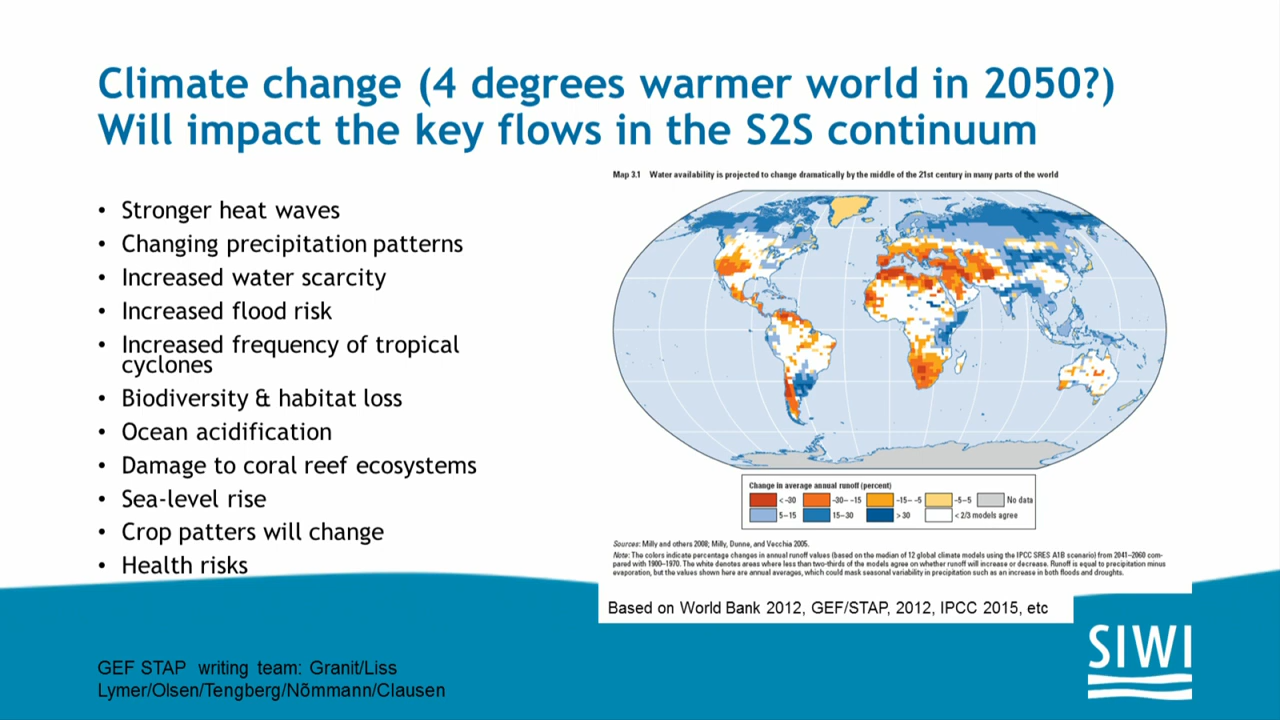 Climate change (4 degrees warmer world in 2050?)
Will impact the key flows in the S2S continuum
• Stronger heat waves
• Changing precipitation patterns
• Increased water scarcity
• Increased flood risk
• Increased frequency of tropical
cyclones
• Biodiversity & habitat loss
• Ocean acidification
• Damage to coral reef ecosystems
• Sea-level rise
• Crop patters will change
• Health risks
Map 3.1 Water availability is projected to change dramatically by the middle of the 21st century in many parts of the world
Change in average annual runoff (percent)
< -30 -30- -15 -15- -5 -5-5 No data
5-15 15-30 > 30 < 2/3 models agree
Sources: Milly and others 2008; Milly, Dunne, and Vecchia 2005.
Note: The colors indicate percentage changes in annual runoff values (based on the median of 12 global climate models using the IPCC SRES A1B scenario) from 2041–2060 com-
pared with 1900–1970. The white denotes areas where less than two-thirds of the models agree on whether runoff will increase or decrease. Runoff is equal to precipitation minus
evaporation, but the values shown here are annual averages, which could mask seasonal variability in precipitation such as an increase in both floods and droughts.
Based on World Bank 2012, GEF/STAP, 2012, IPCC 2015, etc
GEF STAP writing team: Granit/Liss
Lymer/Olsen/Tengberg/Nõmmann/Clausen
SIWI